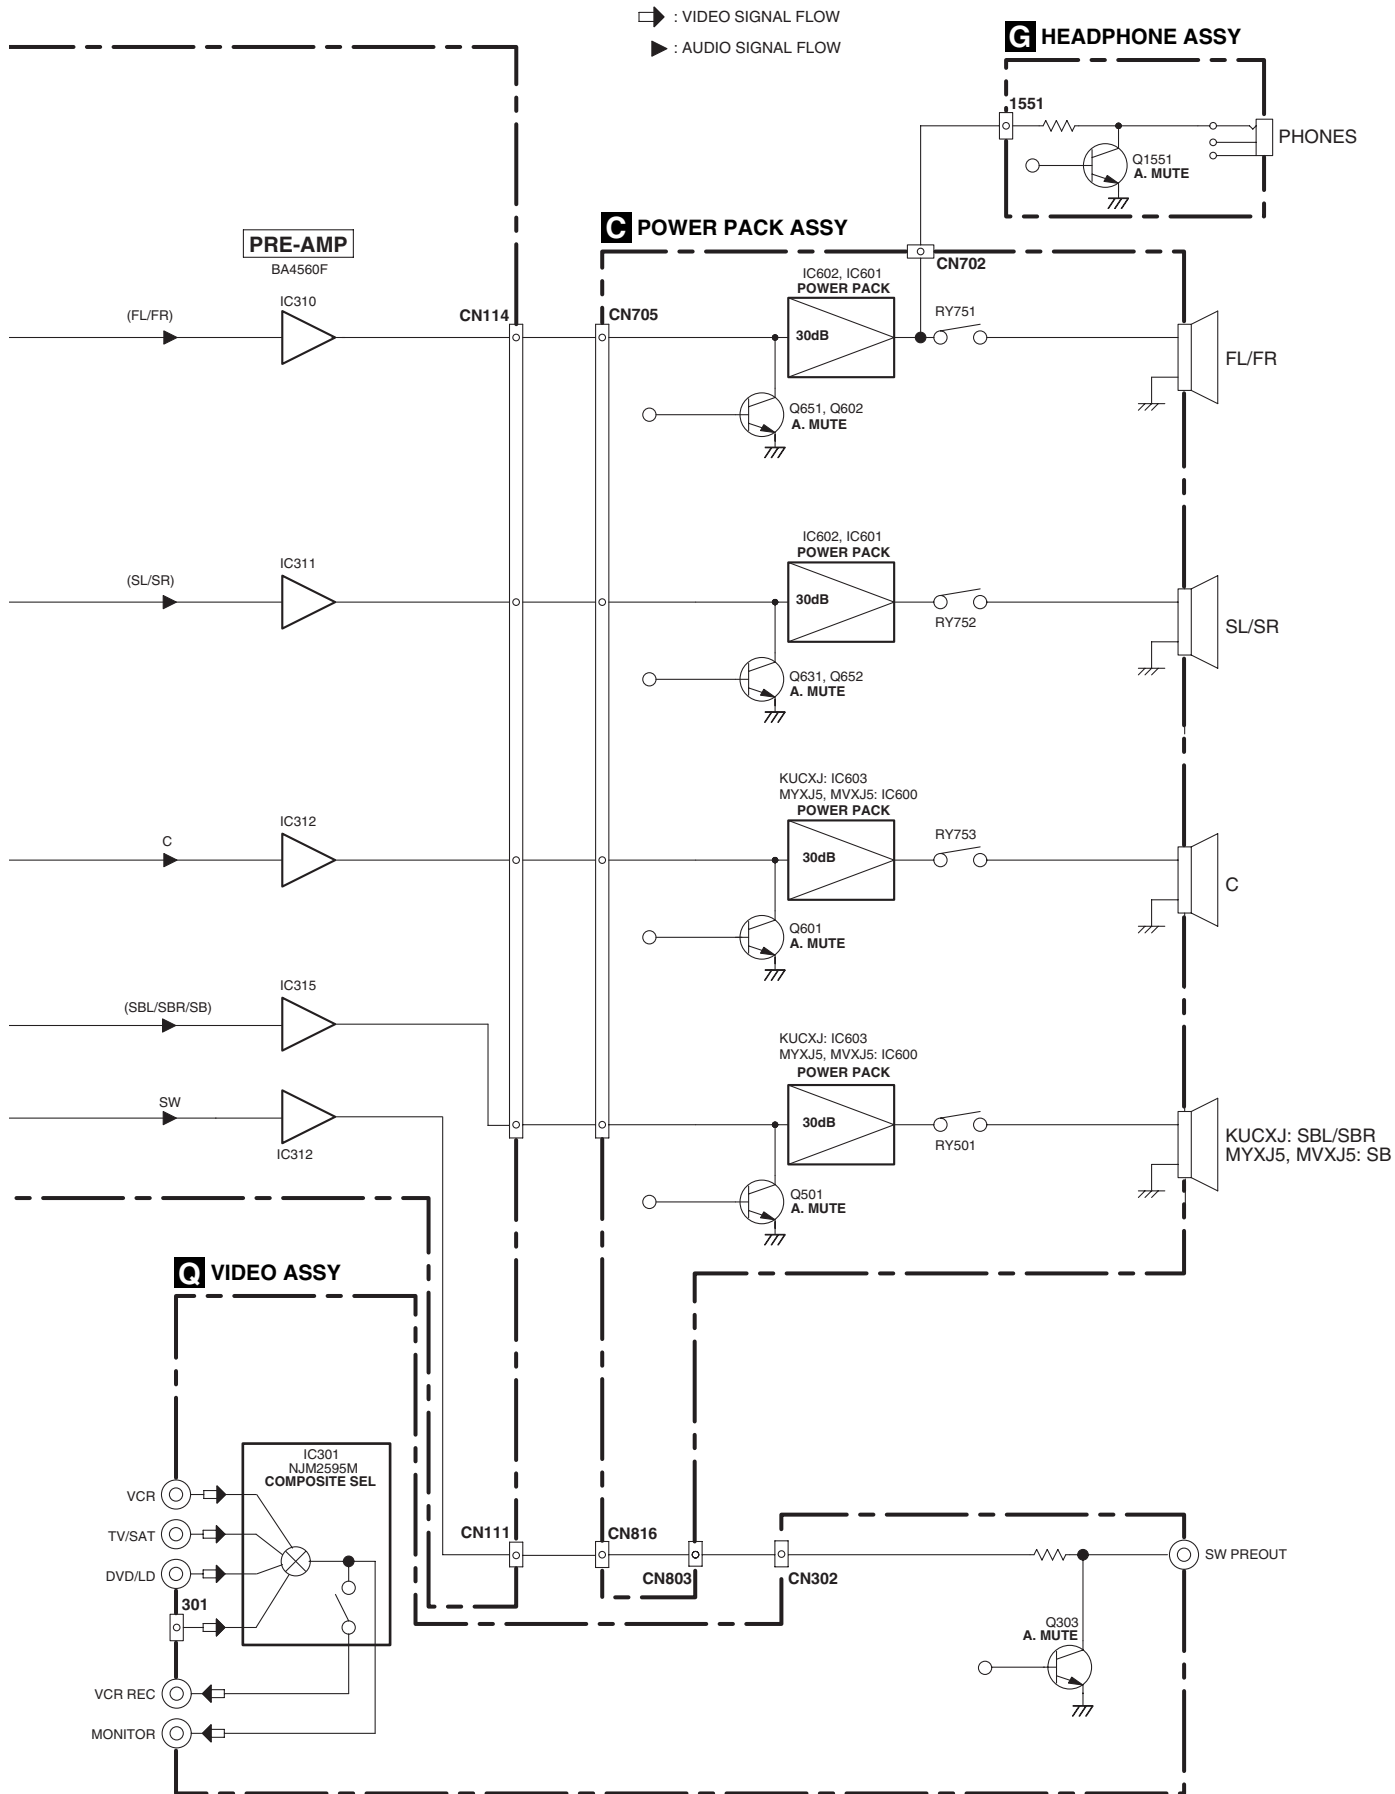 : VIDEO SIGNAL FLOW
: AUDIO SIGNAL FLOW
G HEADPHONE ASSY
1551
PHONES
Q1551
A. MUTE
C POWER PACK ASSY
CN702
PRE-AMP
BA4560F
(FL/FR)
IC310
CN114
CN705
IC602, IC601
POWER PACK
30dB
RY751
FL/FR
Q651, Q602
A. MUTE
(SL/SR)
IC311
IC602, IC601
POWER PACK
30dB
RY752
SL/SR
Q631, Q652
A. MUTE
C
IC312
KUCXJ: IC603
MYXJ5, MVXJ5: IC600
POWER PACK
30dB
RY753
C
Q601
A. MUTE
(SBL/SBR/SB)
IC315
KUCXJ: IC603
MYXJ5, MVXJ5: IC600
POWER PACK
30dB
RY501
KUCXJ: SBL/SBR
MYXJ5, MVXJ5: SB
SW
IC312
Q501
A. MUTE
Q VIDEO ASSY
IC301
NJM2595M
COMPOSITE SEL
VCR
TV/SAT
DVD/LD
301
VCR REC
MONITOR
CN111
CN816
CN803
CN302
SW PREOUT
Q303
A. MUTE